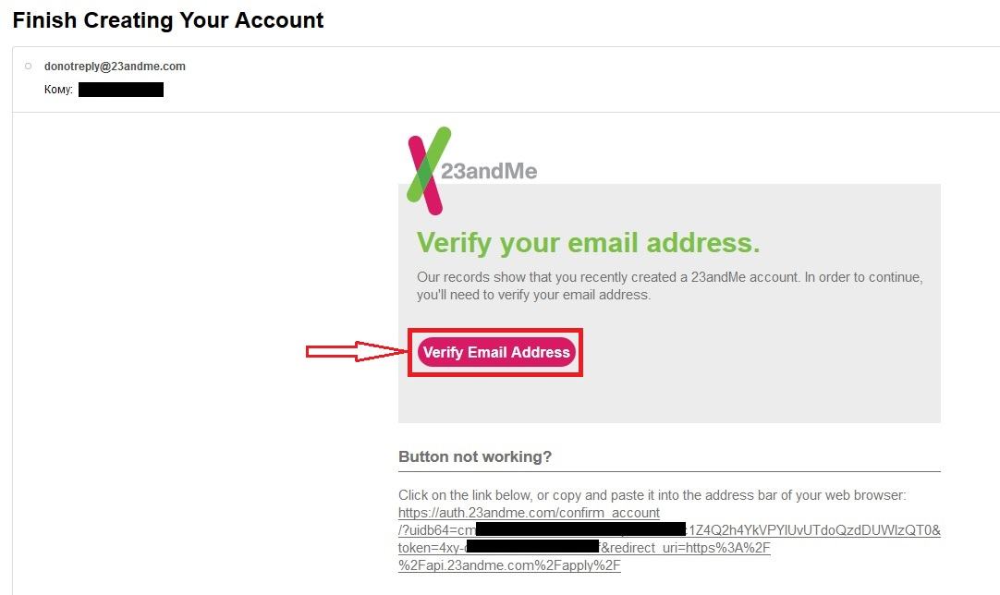 Finish Creating Your Account
donotreply@23andme.com
Кому:
23andMe
Verify your email address.
Our records show that you recently created a 23andMe account. In order to continue,
you'll need to verify your email address.
Verify Email Address
Button not working?
Click on the link below, or copy and paste it into the address bar of your web browser:
https://auth.23andme.com/confirm_account
/?uidb64=cm :1Z4Q2h4YkVPYlUvUTdoQzdDUWIzQT0&
token=4xy- &redirect_uri=https%3A%2F
%2Fapi.23andme.com%2Fapply%2F